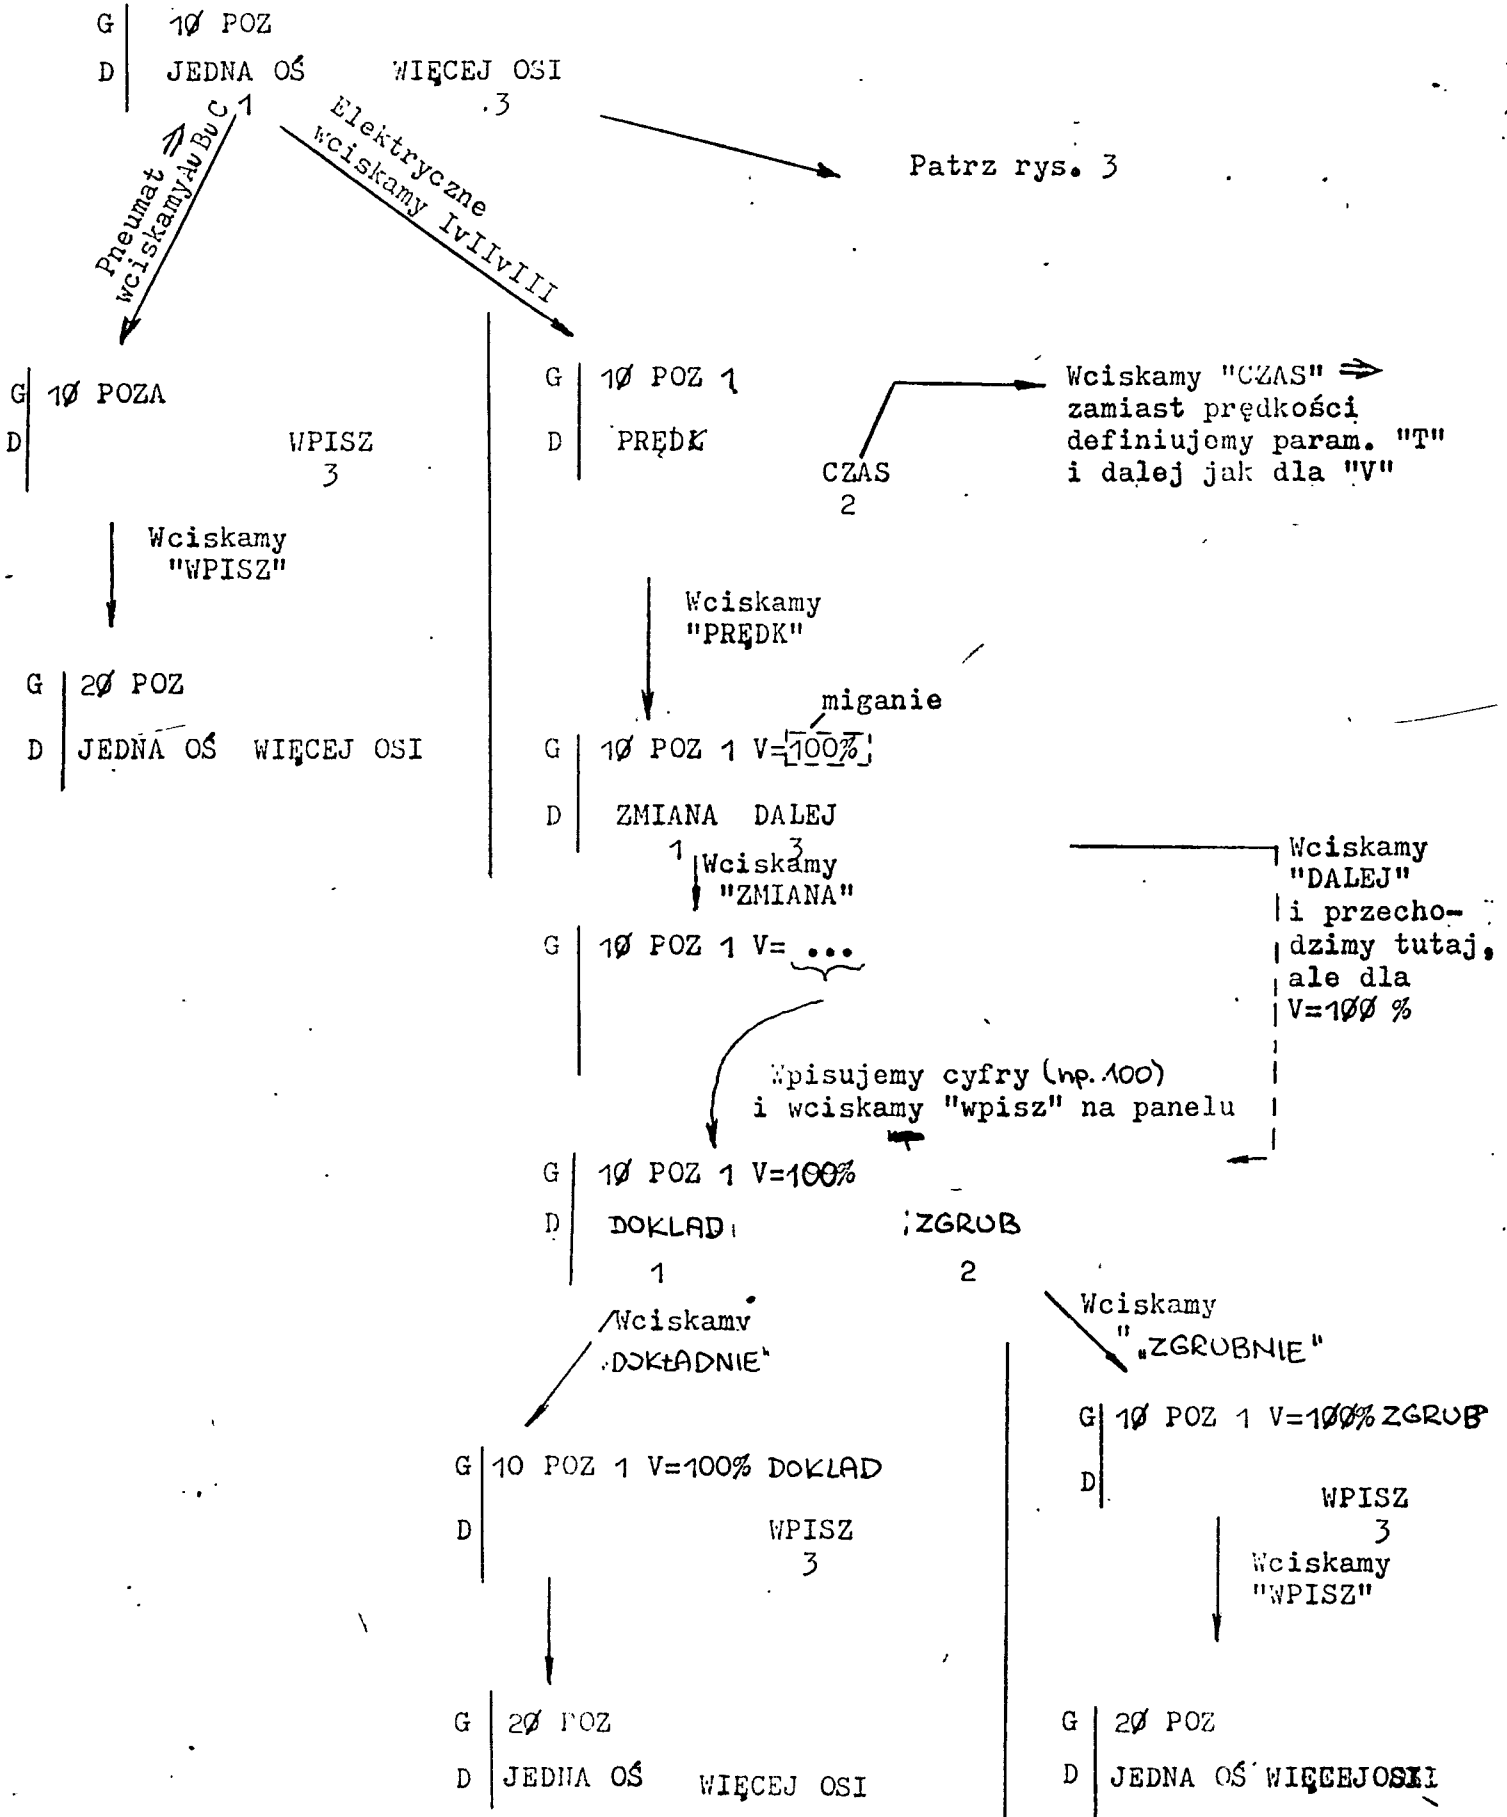 G 1Ø POZ
D JEDNA OŚ WIĘCEJ OSI
1 3
Pneumat ⇒
wciskamy A v B v C
Elektryczne
wciskamy IvIIvIII
Patrz rys. 3
G 1Ø POZA
D WPISZ
3
Wciskamy
"WPISZ"
G 2Ø POZ
D JEDNA OŚ WIĘCEJ OSI
G 1Ø POZ 1
D PRĘDK
CZAS
2
Wciskamy "CZAS" ⇒
zamiast prędkości
definiujemy param. "T"
i dalej jak dla "V"
Wciskamy
"PRĘDK"
miganie
G 1Ø POZ 1 V=100%
D ZMIANA DALEJ
1 3
Wciskamy
"ZMIANA"
Wciskamy
"DALEJ"
i przecho-
dzimy tutaj,
ale dla
V=1ØØ %
G 1Ø POZ 1 V= ...
Wpisujemy cyfry (np. 100)
i wciskamy "wpisz" na panelu
G 1Ø POZ 1 V=100%
D DOKLAD ZGRUB
1 2
Wciskamy
"DOKŁADNIE"
Wciskamy
" "ZGRUBNIE"
G 10 POZ 1 V=100% DOKLAD
D WPISZ
3
G 1Ø POZ 1 V=1ØØ% ZGRUB
D WPISZ
3
Wciskamy
"WPISZ"
G 2Ø POZ
D JEDNA OŚ WIĘCEJ OSI
G 2Ø POZ
D JEDNA OŚ WIĘCEJ OSI